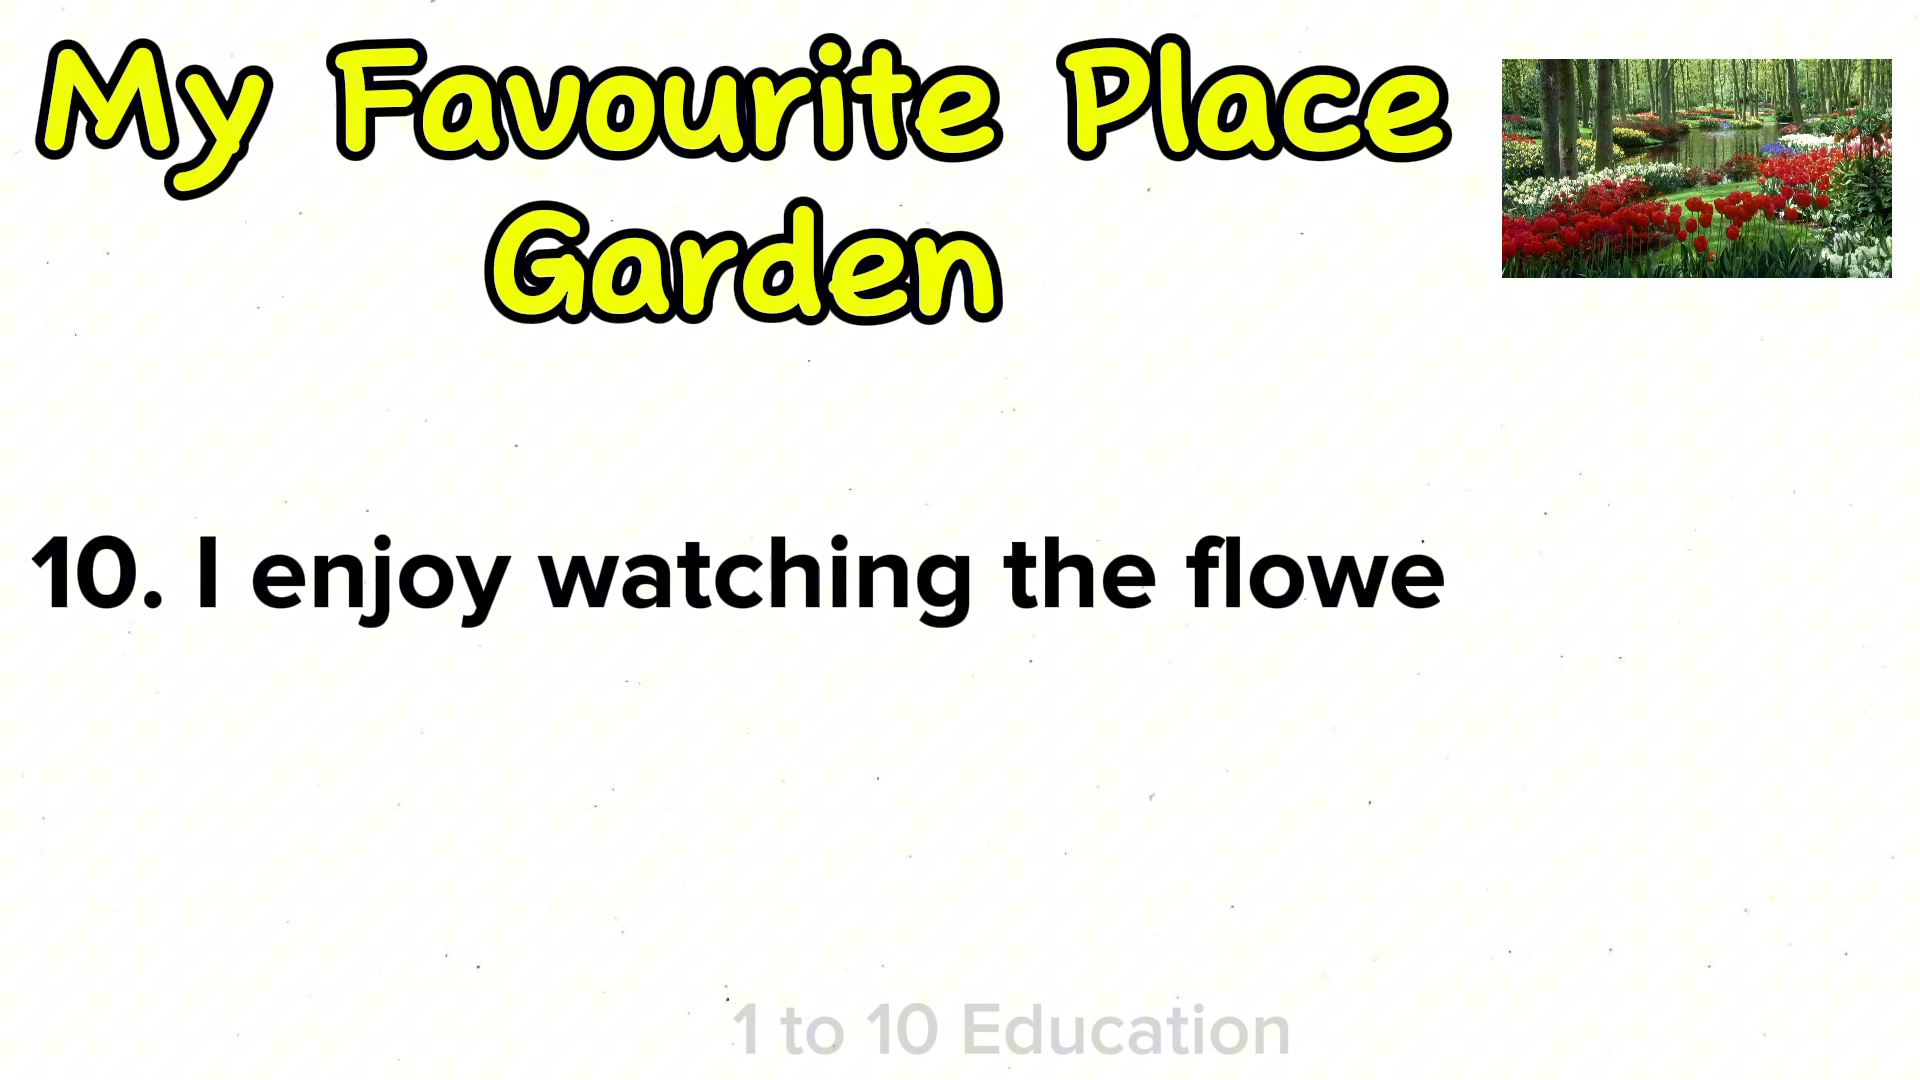 My Favourite Place
Garden
10. I enjoy watching the flowe
1 to 10 Education